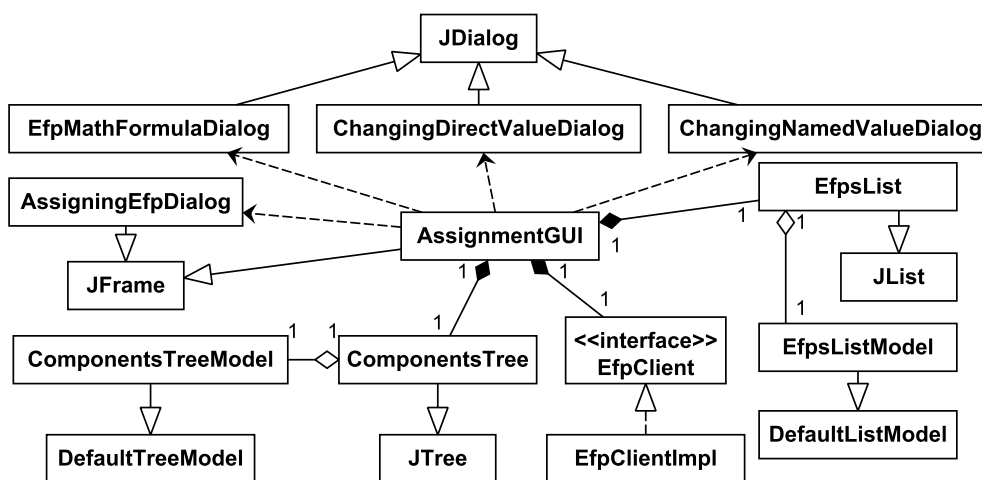 JDialog
EfpMathFormulaDialog
ChangingDirectValueDialog
ChangingNamedValueDialog
AssigningEfpDialog
EfpsList
AssignmentGUI
1
1
1
JFrame
1
1
JList
1
1
1
1
1
<<interface>>
EfpClient
ComponentsTreeModel
ComponentsTree
EfpsListModel
DefaultTreeModel
JTree
EfpClientImpl
DefaultListModel